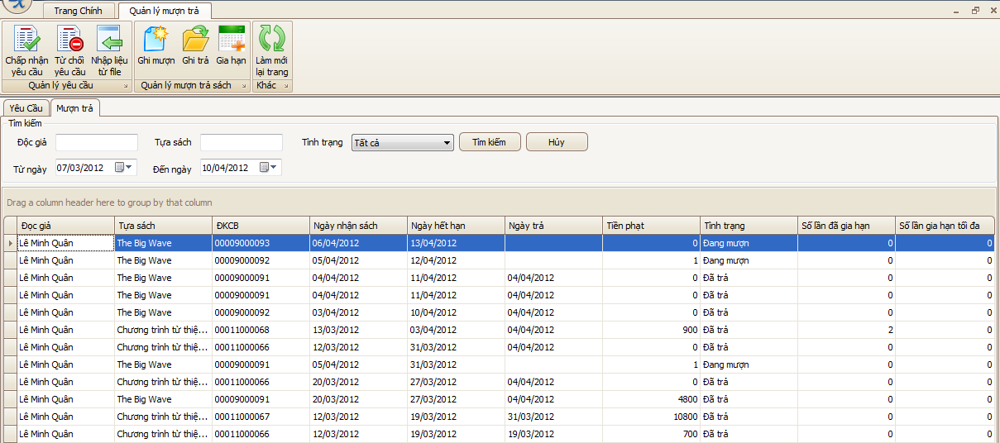 Trang Chính Quản lý mượn trả
Chấp nhận yêu cầu Từ chối yêu cầu Nhập liệu từ file Ghi mượn Ghi trả Gia hạn Làm mới lại trang
Quản lý yêu cầu Quản lý mượn trả sách Khác
Yêu Cầu Mượn trả
Tìm kiếm
Độc giả Tựa sách Tình trạng Tất cả Tìm kiếm Hủy
Từ ngày 07/03/2012 Đến ngày 10/04/2012
Drag a column header here to group by that column
Đọc giả Tựa sách ĐKCB Ngày nhận sách Ngày hết hạn Ngày trả Tiền phạt Tình trạng Số lần đã gia hạn Số lần gia hạn tối đa
Lê Minh Quân The Big Wave 00009000093 06/04/2012 13/04/2012 0 Đang mượn 0 0
Lê Minh Quân The Big Wave 00009000092 05/04/2012 12/04/2012 1 Đang mượn 0 0
Lê Minh Quân The Big Wave 00009000091 04/04/2012 11/04/2012 04/04/2012 0 Đã trả 0 0
Lê Minh Quân The Big Wave 00009000091 04/04/2012 11/04/2012 04/04/2012 0 Đã trả 0 0
Lê Minh Quân The Big Wave 00009000092 03/04/2012 10/04/2012 04/04/2012 0 Đã trả 0 0
Lê Minh Quân Chương trình từ thiệ... 00011000068 13/03/2012 03/04/2012 04/04/2012 900 Đã trả 2 0
Lê Minh Quân Chương trình từ thiệ... 00011000066 12/03/2012 31/03/2012 04/04/2012 0 Đã trả 0 0
Lê Minh Quân The Big Wave 00009000091 05/04/2012 31/03/2012 1 Đang mượn 0 0
Lê Minh Quân Chương trình từ thiệ... 00011000066 20/03/2012 27/03/2012 04/04/2012 0 Đã trả 0 0
Lê Minh Quân The Big Wave 00009000091 20/03/2012 27/03/2012 04/04/2012 4800 Đã trả 0 0
Lê Minh Quân Chương trình từ thiệ... 00011000067 12/03/2012 19/03/2012 31/03/2012 10800 Đã trả 0 0
Lê Minh Quân Chương trình từ thiệ... 00011000066 12/03/2012 19/03/2012 19/03/2012 700 Đã trả 0 0